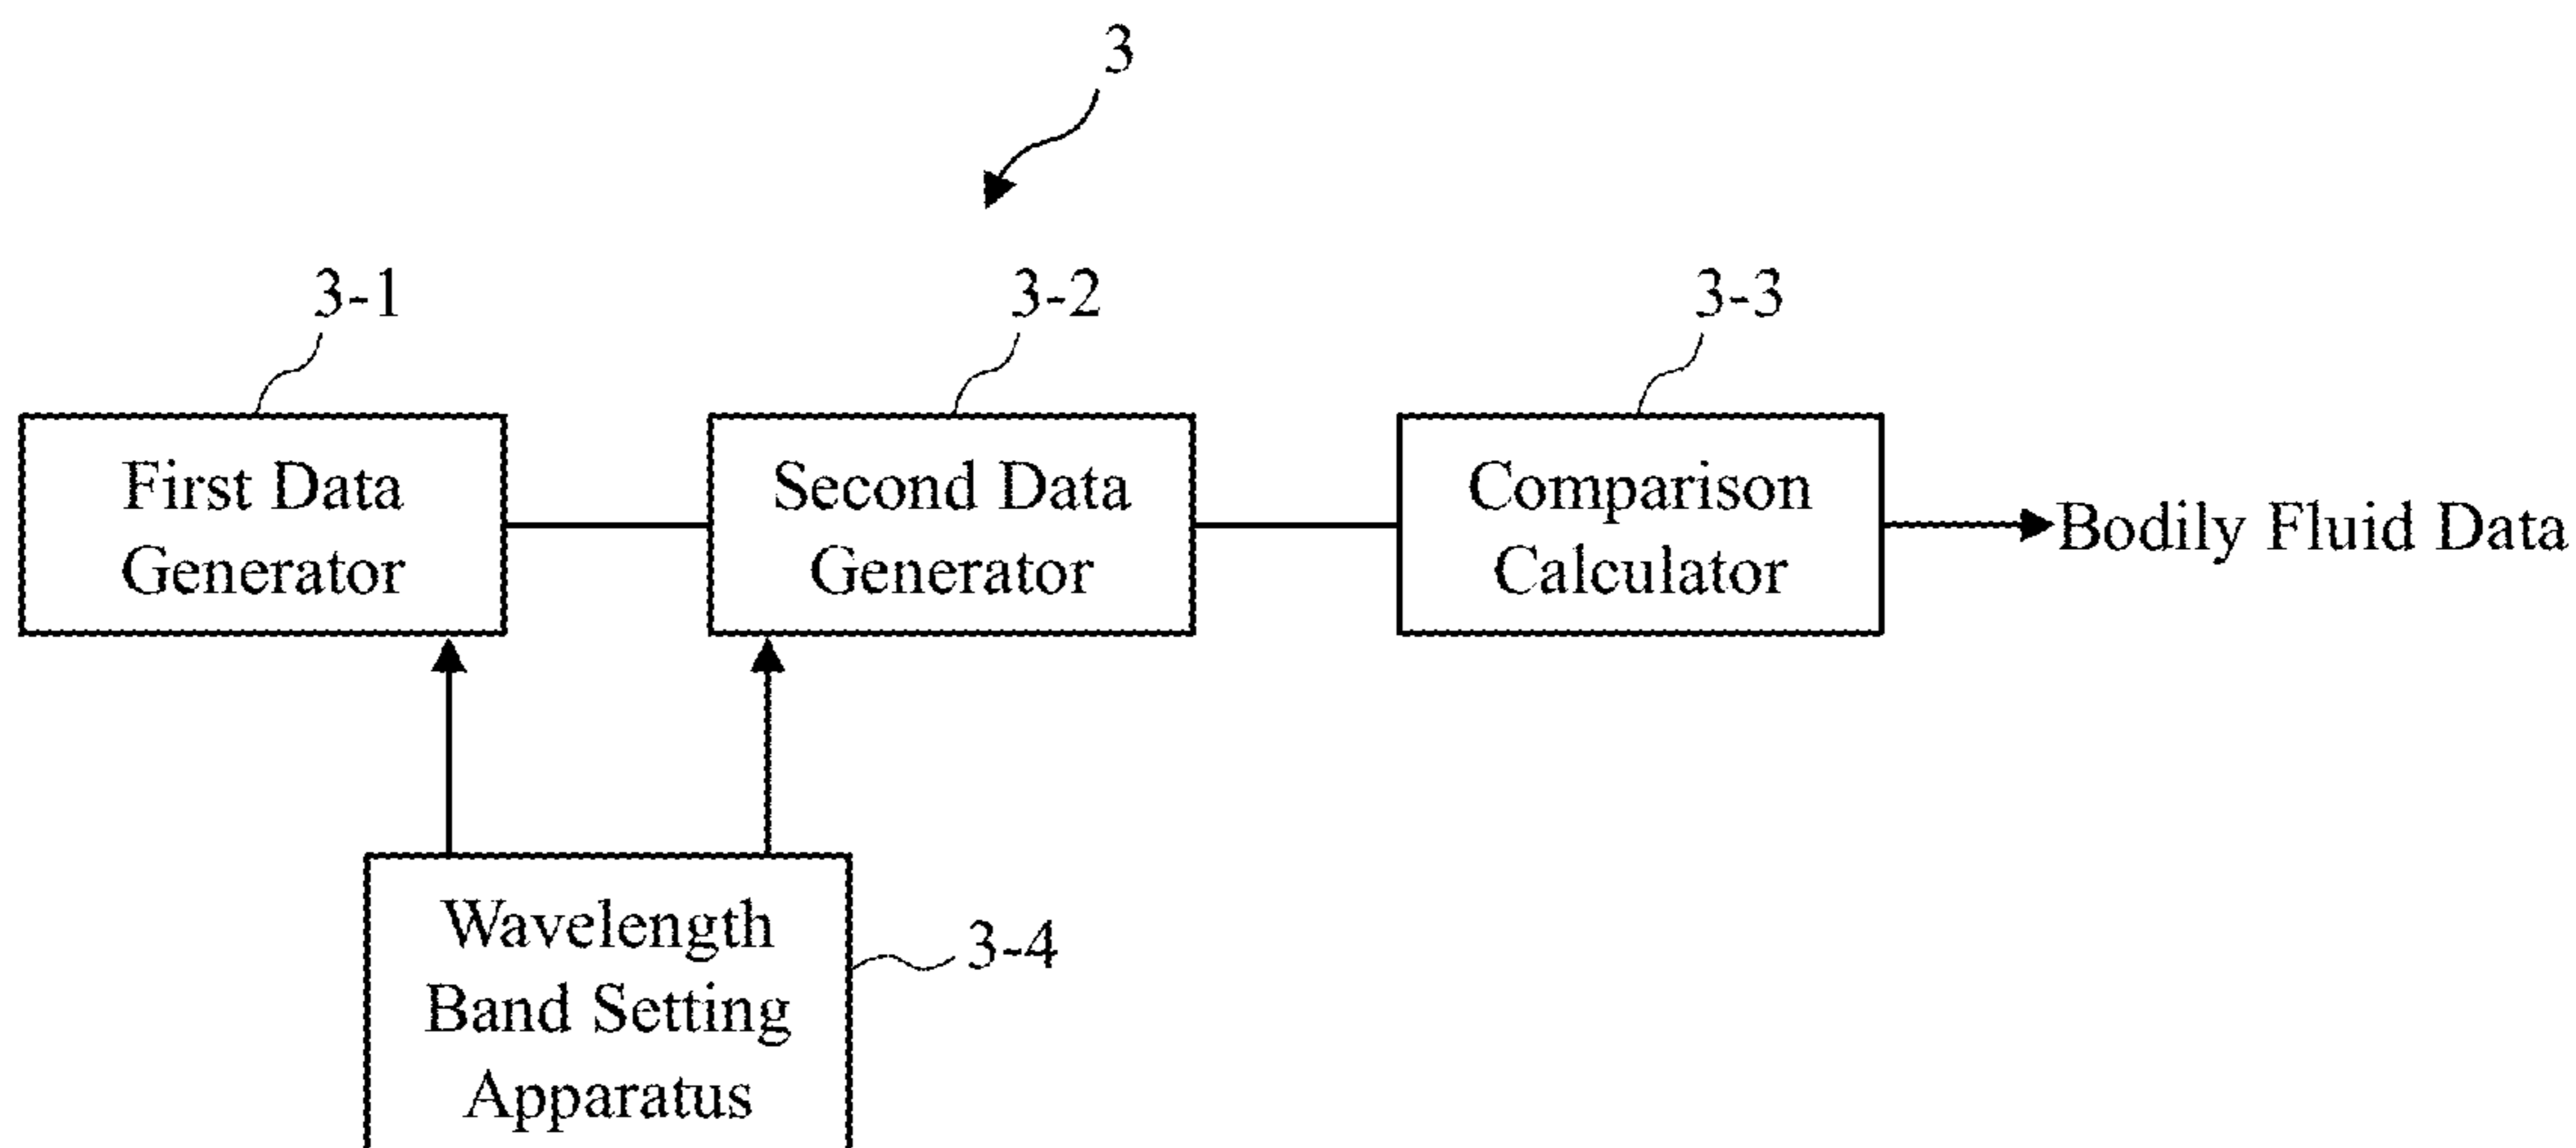 3
3-1
3-2
3-3
First Data
Generator
Second Data
Generator
Comparison
Calculator
Bodily Fluid Data
Wavelength
Band Setting
Apparatus
3-4